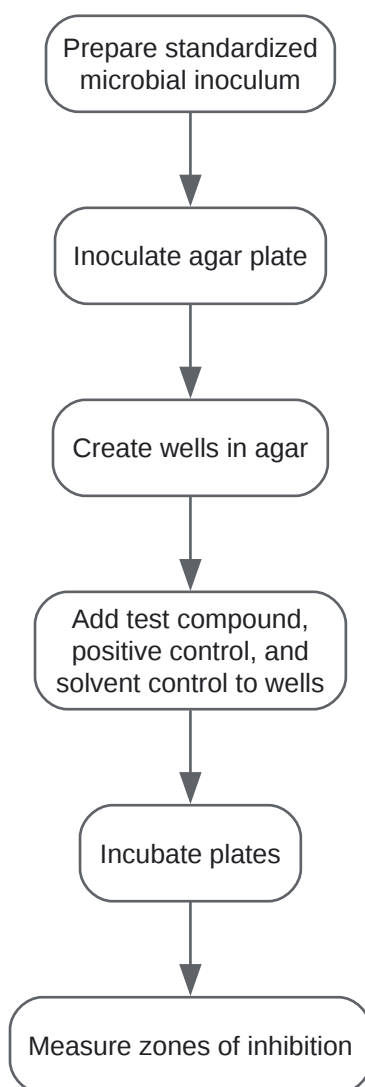 Prepare standardized
microbial inoculum
Inoculate agar plate
Create wells in agar
Add test compound,
positive control, and
solvent control to wells
Incubate plates
Measure zones of inhibition